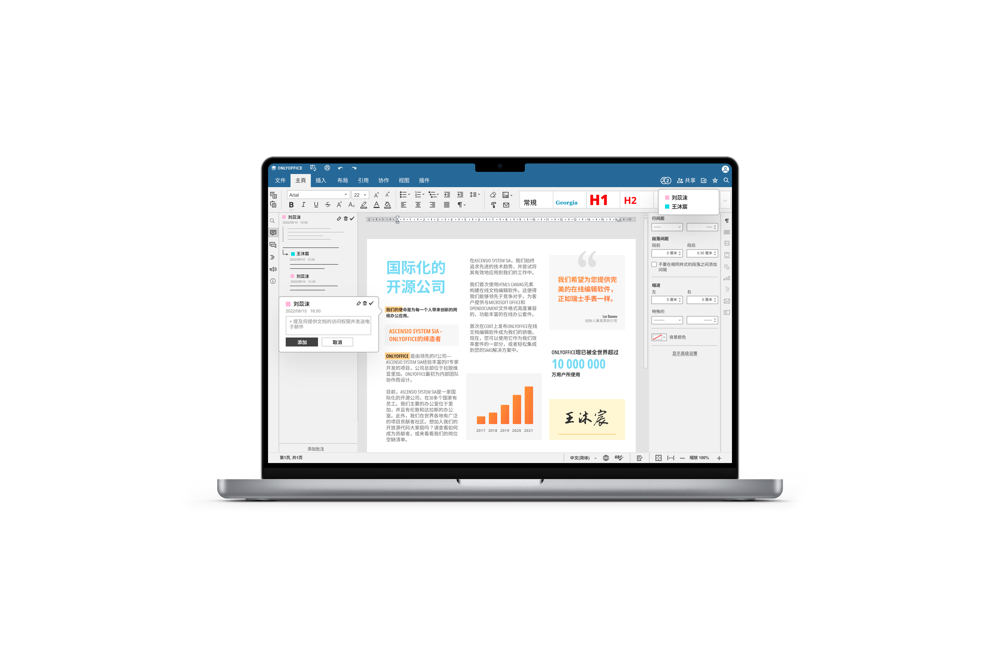 ONLYOFFICE
文件 主頁 插入 布局 引用 协作 视图 插件
2 共享
Arial 22
B I U S A A₂ A
常规 Georgia H1 H2
刘苡沫
王沐宸
刘苡沫
2022/08/14 10:00
王沐宸
2022/08/14 12:00
刘苡沫
2022/08/14 12:30
刘苡沫
2022/08/15 16:00
+ 提及将提供文档的访问权限并发送电
子邮件
添加 取消
添加批注
2 1 1 2 3 4 5 6 7 8 9 10 11 12 13 14 15 16 17
国际化的
开源公司
我们的使命是为每一个人带来创新的网
络办公应用。
ASCENSIO SYSTEM SIA -
ONLYOFFICE的缔造者
ONLYOFFICE 是由领先的IT公司—
ASCENSIO SYSTEM SIA经验丰富的IT专家
开发的项目，公司总部位于拉脱维
亚里加。ONLYOFFICE最初为内部团队
协作而设计。
目前，ASCENSIO SYSTEM SIA是一家国
际化的开源公司，在30多个国家有
员工。我们主要的办公室位于里
加，并且有伦敦和达拉斯的办公
室。此外，我们在世界各地有广泛
的项目贡献者社区。想加入我们的
开放源代码大家庭吗？请查看如何
成为贡献者，或来看看我们的岗位
空缺清单。
在ASCENSIO SYSTEM SIA，我们始终
追求先进的技术趋势，并尝试将
其有效地应用到我们的工作中。
我们首次使用HTML5 CANVAS元素
构建在线文档编辑软件。这使得
我们能够领先于竞争对手，为客
户提供与MICROSOFT OFFICE和
OPENDOCUMENT文件格式高度兼容
的、功能丰富的在线办公套件。
首次在CEBIT上发布ONLYOFFICE在线
文档编辑软件成为我们的骄傲。
现在，您可以使用它作为我们效
率套件的一部分，或者轻松集成
到您的SAAS解决方案中。
2017 2018 2019 2020 2021
“
我们希望为您提供完
美的在线编辑软件，
正如瑞士手表一样。
Lev Bannov
创始人兼首席执行官
ONLYOFFICE现已被全世界超过
10 000 000
万用户所使用
王沐宸
行间距
段落间距
段前 段后
0 厘米 0.35 厘米
不要在相同样式的段落之间添加
间隔
缩进
左 右
0 厘米 0 厘米
特殊的
背景颜色
显示高级设置
第1页, 共1页
中文(简体) ABC 缩放 100%